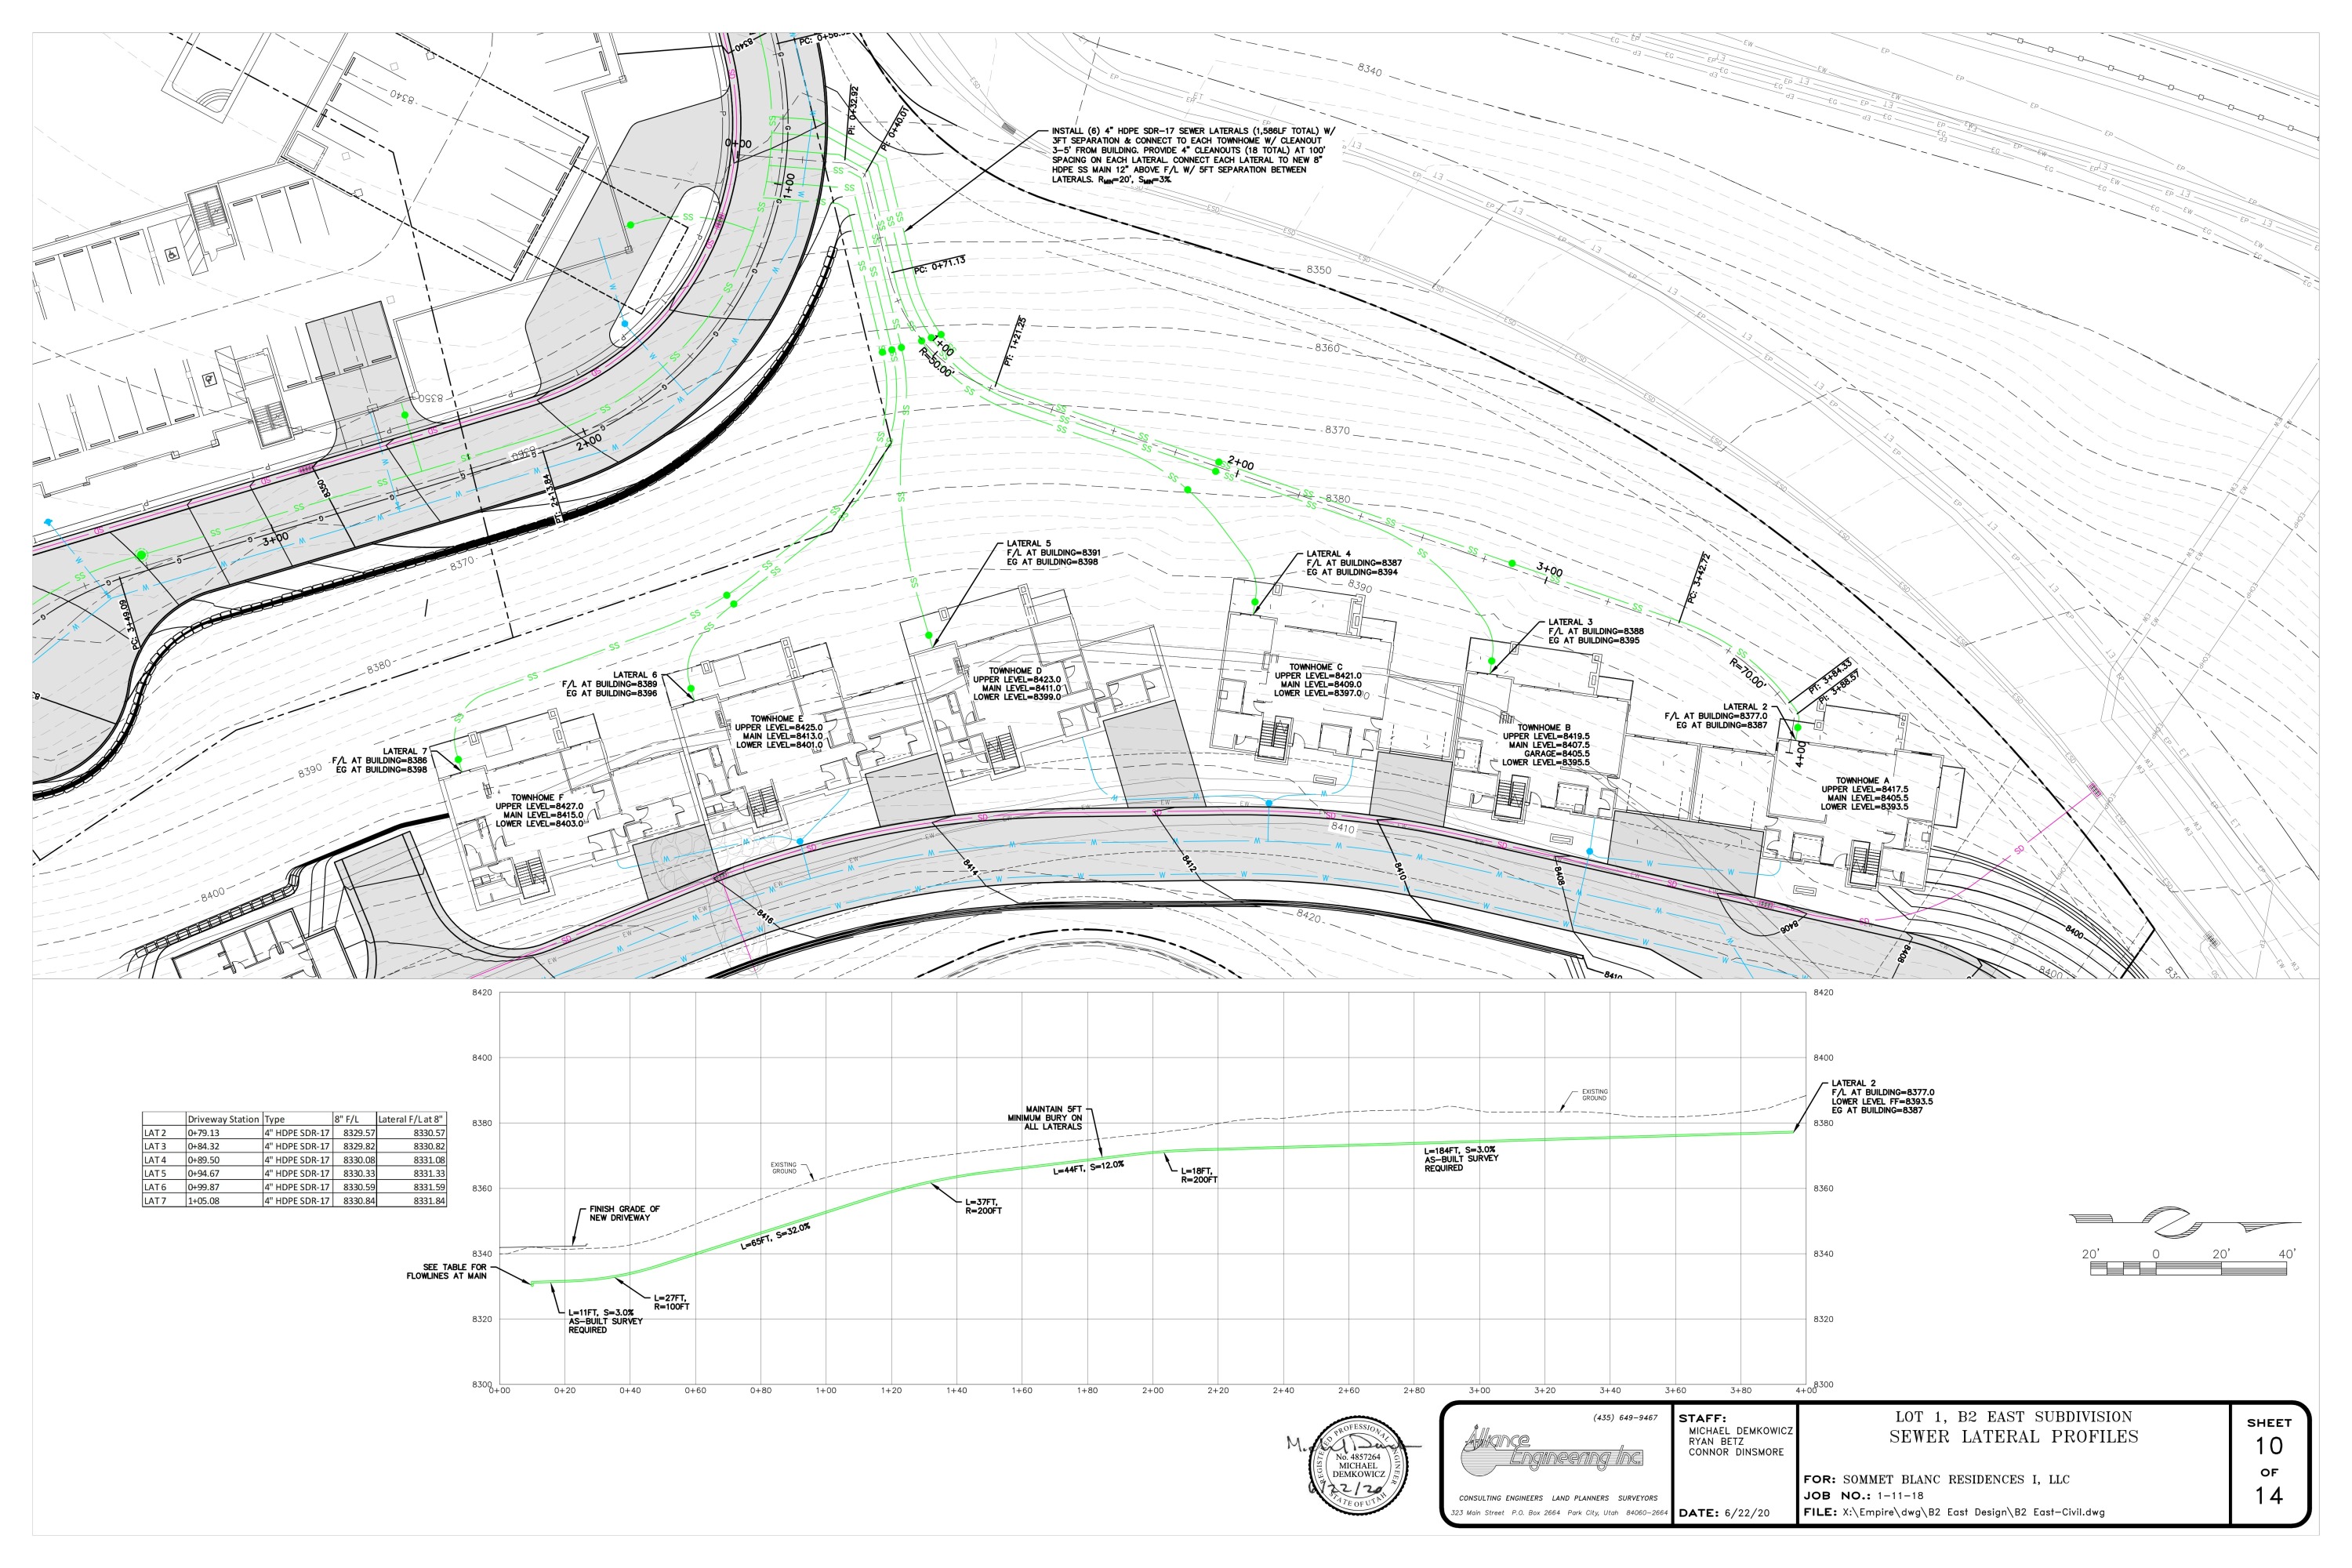 INSTALL (6) 4" HDPE SDR-17 SEWER LATERALS (1,586LF TOTAL) W/
3FT SEPARATION & CONNECT TO EACH TOWNHOME W/ CLEANOUT
3-5' FROM BUILDING. PROVIDE 4" CLEANOUTS (18 TOTAL) AT 100'
SPACING ON EACH LATERAL. CONNECT EACH LATERAL TO NEW 8"
HDPE SS MAIN 12" ABOVE F/L W/ 5FT SEPARATION BETWEEN
LATERALS. RMIN=20', SMIN=3%.
PI: 0+32.92
PI: 0+40.01
PC: 0+71.13
PT: 1+21.25
R=50.00'
0+00
1+00
2+00
3+00
PT: 2+13.84
PC: 3+49.09
1+00
2+00
3+00
4+00
PC: 3+42.72
R=70.00'
PT: 3+84.33
PI: 3+88.57
8340
8340
8340
8350
8350
8350
8360
8360
8370
8370
8380
8380
8390
8390
8400
8400
8410
8420
8416
8414
8412
8410
8408
8406
8408
LATERAL 5
F/L AT BUILDING=8391
EG AT BUILDING=8398
LATERAL 4
F/L AT BUILDING=8387
EG AT BUILDING=8394
LATERAL 3
F/L AT BUILDING=8388
EG AT BUILDING=8395
LATERAL 6
F/L AT BUILDING=8389
EG AT BUILDING=8396
LATERAL 2
F/L AT BUILDING=8377.0
EG AT BUILDING=8387
LATERAL 7
F/L AT BUILDING=8386
EG AT BUILDING=8398
TOWNHOME D
UPPER LEVEL=8423.0
MAIN LEVEL=8411.0
LOWER LEVEL=8399.0
TOWNHOME C
UPPER LEVEL=8421.0
MAIN LEVEL=8409.0
LOWER LEVEL=8397.0
TOWNHOME E
UPPER LEVEL=8425.0
MAIN LEVEL=8413.0
LOWER LEVEL=8401.0
TOWNHOME B
UPPER LEVEL=8419.5
MAIN LEVEL=8407.5
GARAGE=8405.5
LOWER LEVEL=8395.5
TOWNHOME A
UPPER LEVEL=8417.5
MAIN LEVEL=8405.5
LOWER LEVEL=8393.5
TOWNHOME F
UPPER LEVEL=8427.0
MAIN LEVEL=8415.0
LOWER LEVEL=8403.0
8420 8420
8400 8400
8380 8380
8360 8360
8340 8340
8320 8320
8300 8300
0+00 0+20 0+40 0+60 0+80 1+00 1+20 1+40 1+60 1+80 2+00 2+20 2+40 2+60 2+80 3+00 3+20 3+40 3+60 3+80 4+00
LATERAL 2
F/L AT BUILDING=8377.0
LOWER LEVEL FF=8393.5
EG AT BUILDING=8387
EXISTING
GROUND
MAINTAIN 5FT
MINIMUM BURY ON
ALL LATERALS
EXISTING
GROUND
L=44FT, S=12.0%
L=18FT,
R=200FT
L=184FT, S=3.0%
AS-BUILT SURVEY
REQUIRED
L=37FT,
R=200FT
FINISH GRADE OF
NEW DRIVEWAY
L=65FT, S=32.0%
SEE TABLE FOR
FLOWLINES AT MAIN
L=27FT,
R=100FT
L=11FT, S=3.0%
AS-BUILT SURVEY
REQUIRED
Driveway Station Type 8" F/L Lateral F/L at 8"
LAT 2 0+79.13 4" HDPE SDR-17 8329.57 8330.57
LAT 3 0+84.32 4" HDPE SDR-17 8329.82 8330.82
LAT 4 0+89.50 4" HDPE SDR-17 8330.08 8331.08
LAT 5 0+94.67 4" HDPE SDR-17 8330.33 8331.33
LAT 6 0+99.87 4" HDPE SDR-17 8330.59 8331.59
LAT 7 1+05.08 4" HDPE SDR-17 8330.84 8331.84
20' 0 20' 40'
REGISTERED PROFESSIONAL ENGINEER
No. 4857264
MICHAEL
DEMKOWICZ
6/22/20
STATE OF UTAH
(435) 649-9467
Alliance
Engineering Inc.
CONSULTING ENGINEERS LAND PLANNERS SURVEYORS
323 Main Street P.O. Box 2664 Park City, Utah 84060-2664
STAFF:
MICHAEL DEMKOWICZ
RYAN BETZ
CONNOR DINSMORE
DATE: 6/22/20
LOT 1, B2 EAST SUBDIVISION
SEWER LATERAL PROFILES
FOR: SOMMET BLANC RESIDENCES I, LLC
JOB NO.: 1-11-18
FILE: X:\Empire\dwg\B2 East Design\B2 East-Civil.dwg
SHEET
10
OF
14